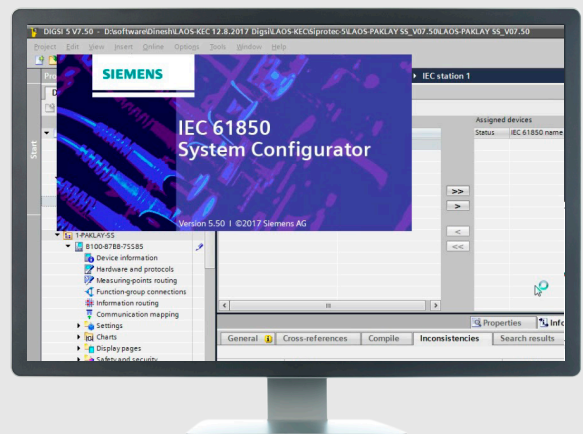 DIGSI 5 V7.50 - D:\software\Dinesh\LAOS-KEC 12.8.2017 Digsi\LAOS-KEC\Siprotec-5\LAOS-PAKLAY SS_V07.50\LAOS-PAKLAY SS_V07.50
Project Edit View Insert Online Options Tools Window Help
SIEMENS
IEC station 1
IEC 61850
System Configurator
Version 5.50 I ©2017 Siemens AG
Assigned devices
Status IEC 61850 name
Start
>>
>
<
<<
1-PAKLAY-SS
B100-87BB-7SS85
Device information
Hardware and protocols
Measuring-points routing
Function-group connections
Information routing
Communication mapping
Settings
Charts
Display pages
Safety and security
Properties
General Cross-references Compile Inconsistencies Search results